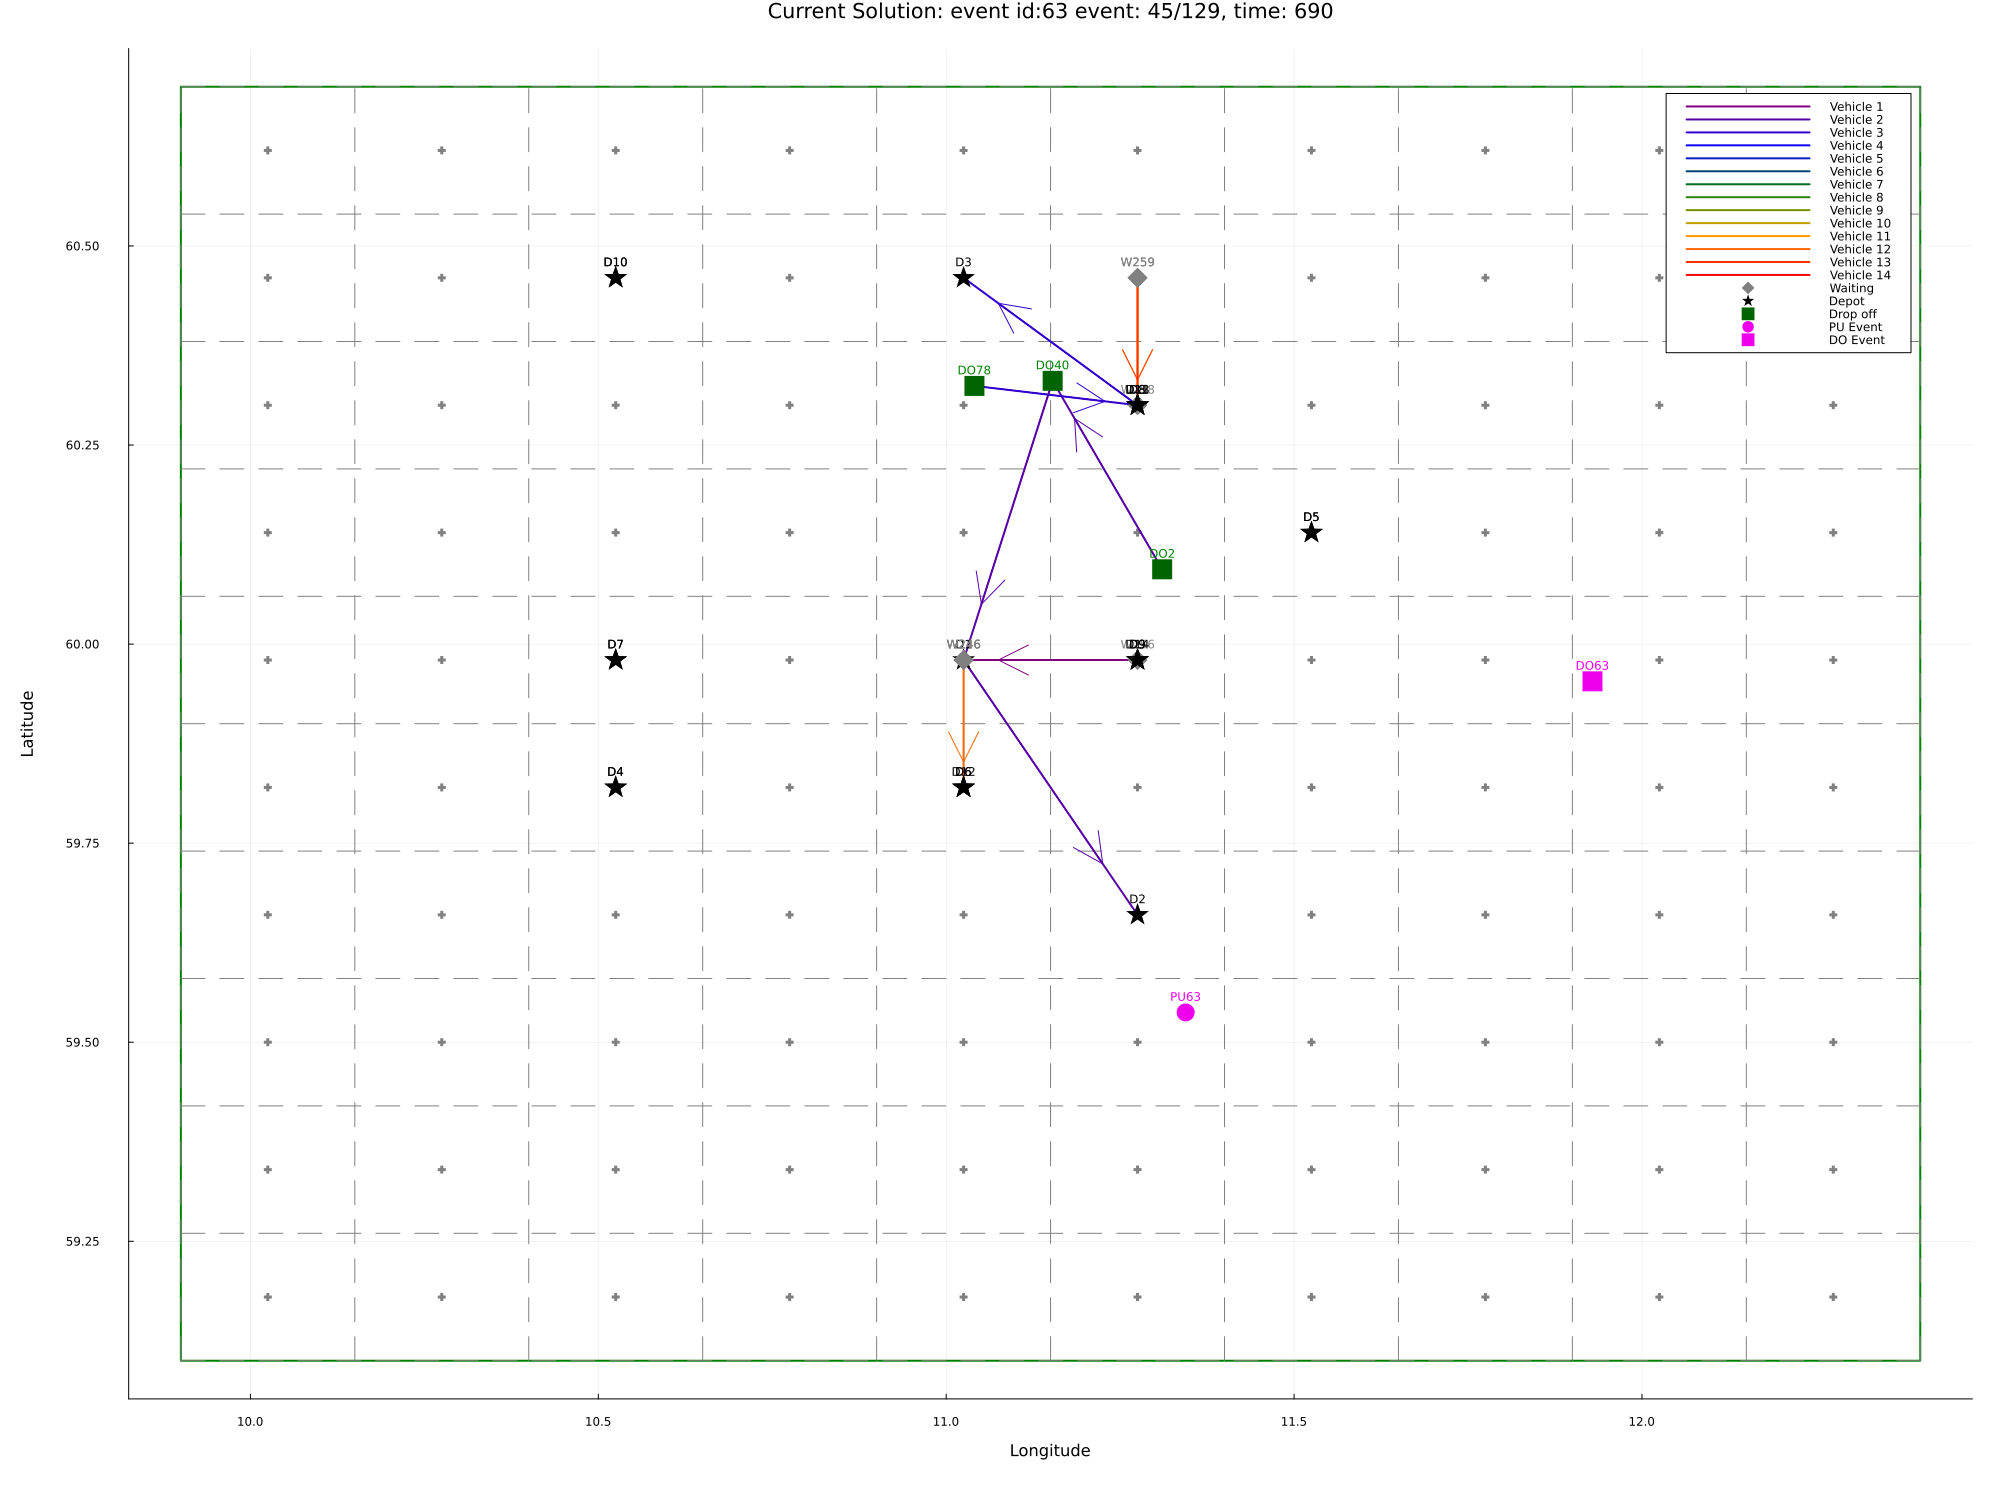 Current Solution: event id:63 event: 45/129, time: 690
Vehicle 1
Vehicle 2
Vehicle 3
Vehicle 4
Vehicle 5
Vehicle 6
Vehicle 7
Vehicle 8
Vehicle 9
Vehicle 10
Vehicle 11
Vehicle 12
Vehicle 13
Vehicle 14
Waiting
Depot
Drop off
PU Event
DO Event
60.50
D10
D3
W259
DO78
DO40
60.25
D5
DO2
60.00
D7
DO63
D4
59.75
D2
PU63
59.50
59.25
10.0
10.5
11.0
11.5
12.0
Longitude
Latitude